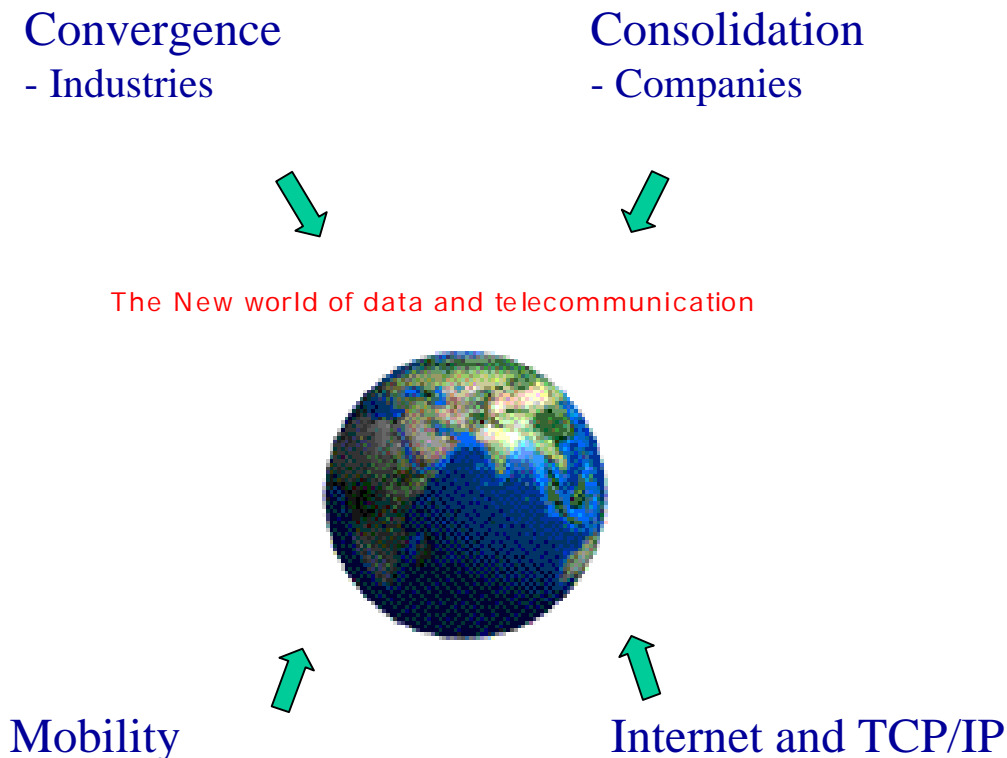 Convergence
- Industries
Consolidation
- Companies
The New world of data and telecommunication
Mobility
Internet and TCP/IP